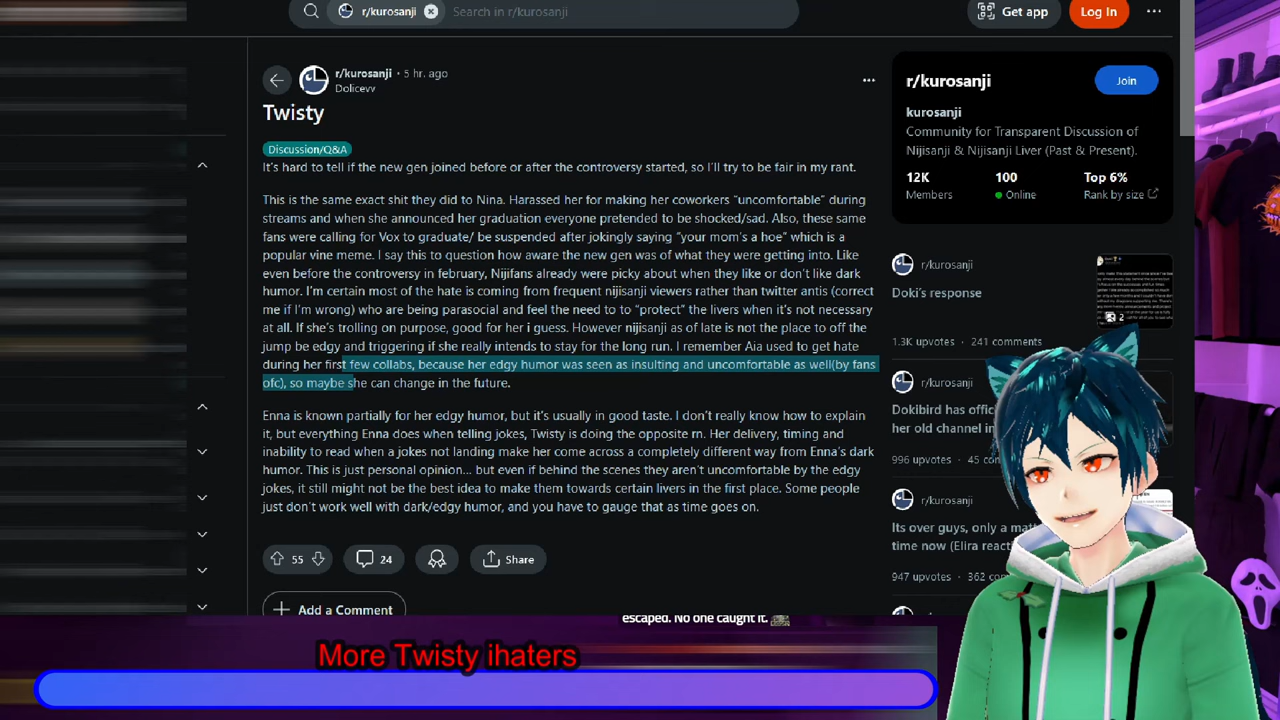 r/kurosanji
Search in r/kurosanji
Get app
Log In
r/kurosanji • 5 hr. ago
Dolicevv
Twisty
Discussion/Q&A
It's hard to tell if the new gen joined before or after the controversy started, so I'll try to be fair in my rant.
This is the same exact shit they did to Nina. Harassed her for making her coworkers “uncomfortable” during
streams and when she announced her graduation everyone pretended to be shocked/sad. Also, these same
fans were calling for Vox to graduate/ be suspended after jokingly saying “your mom's a hoe” which is a
popular vine meme. I say this to question how aware the new gen was of what they were getting into. Like
even before the controversy in february, Nijifans already were picky about when they like or don't like dark
humor. I'm certain most of this is coming from frequent nijisanji viewers rather than twitter antis (correct
me if I'm wrong) who are parasocial and feel the need to to “protect” the livers when it's not necessary
at all. If she's trolling on purpose, good for her i guess. However nijisanji as of late is not the place to off the
jump be edgy and triggering if she really intends to stay for the long run. I remember Aia used to get hate
during her first few collabs, because her edgy humor was seen as insulting and uncomfortable as well(by fans
ofc), so maybe she can change in the future.
Enna is known partially for her edgy humor, but it's usually in good taste. I don't really know how to explain
it, but everything Enna does when telling jokes, Twisty is doing the opposite rn. Her delivery, timing and
inability to read when a jokes not landing make her come across a completely different way from Enna's dark
humor. This is just personal opinion... but even if behind the scenes they aren't uncomfortable by the edgy
jokes, it still might not be the best idea to make them towards certain livers in the first place. Some people
just don't work well with dark/edgy humor, and you have to gauge that as time goes on.
55
24
Share
Add a Comment
r/kurosanji
Join
kurosanji
Community for Transparent Discussion of
Nijisanji & Nijisanji Liver (Past & Present).
12K
100
Top 6%
Members
Online
Rank by size
r/kurosanji
Doki's response
2
1.3K upvotes • 241 comments
r/kurosanji
Dokibird has offic
her old channel in
996 upvotes • 45 co
r/kurosanji
Its over guys, only a mat
time now (Elira reac
947 upvotes • 576 com
escaped. No one caught it.
More Twisty ihaters